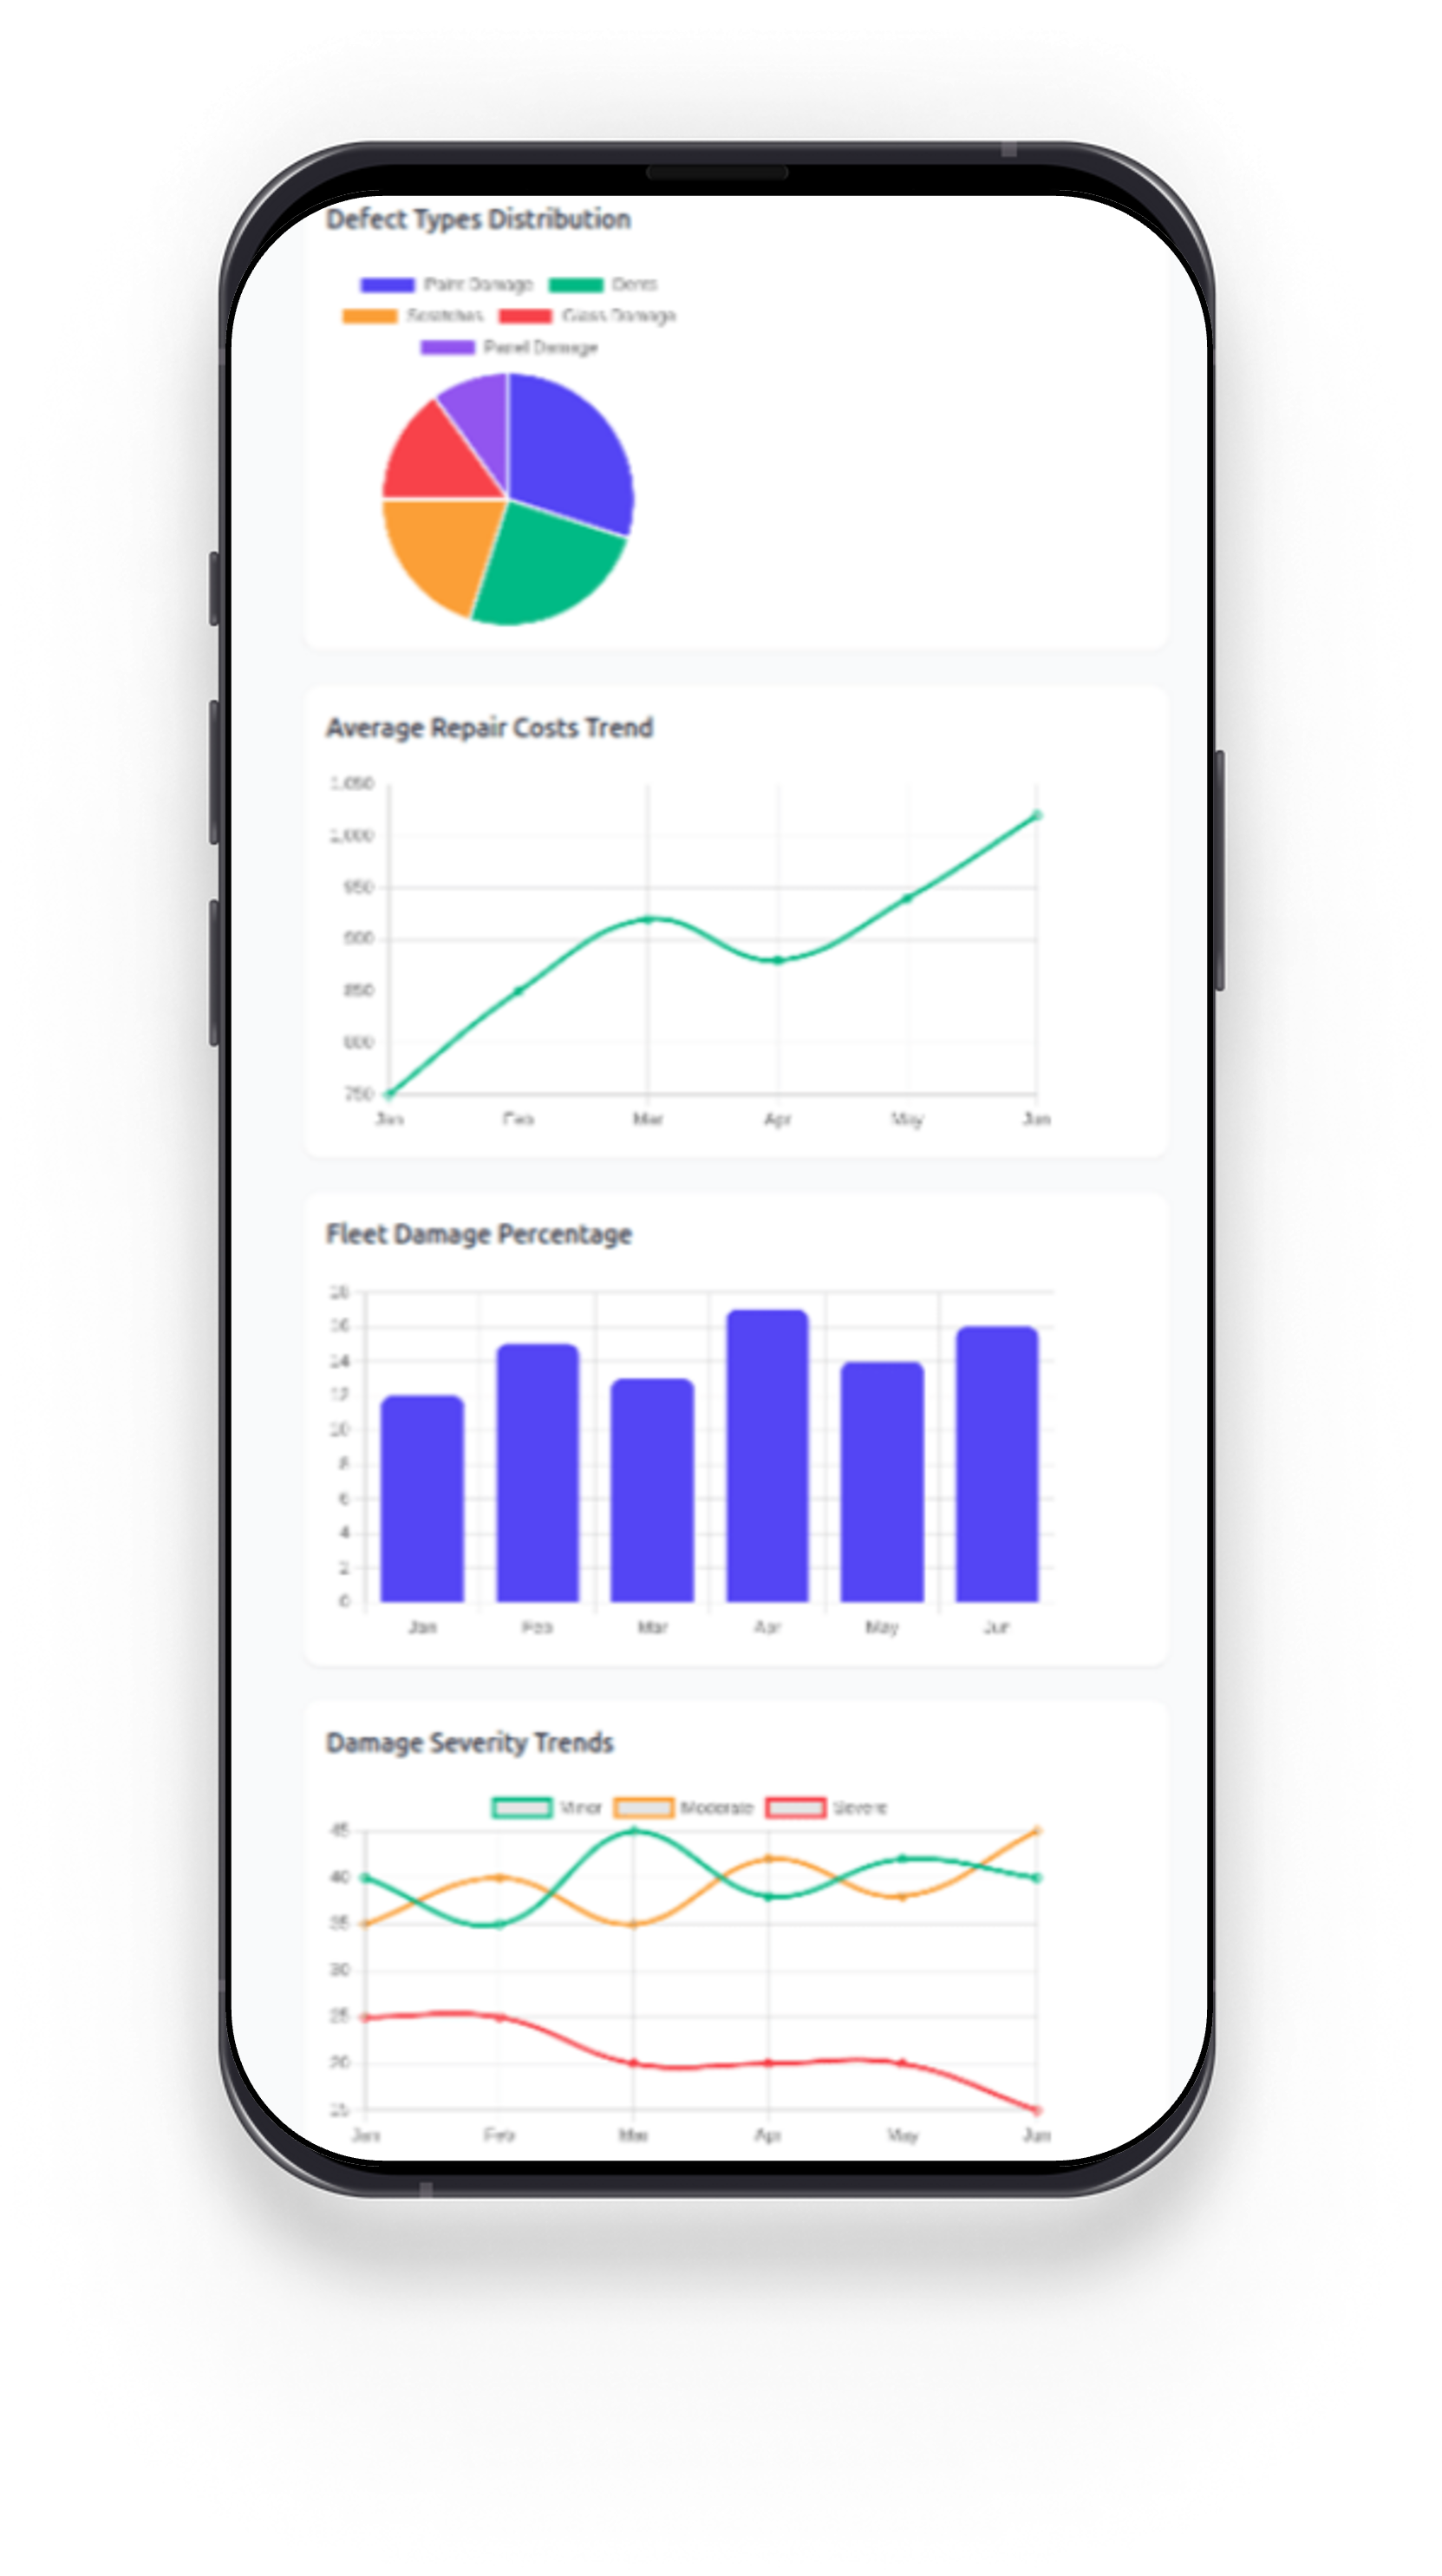 Defect Types Distribution
Paint Damage Dents
Scratches Glass Damage
Panel Damage
Average Repair Costs Trend
1,050
1,000
950
900
850
800
750
Jan Feb Mar Apr May Jun
Fleet Damage Percentage
18
16
14
12
10
8
6
4
2
0
Jan Feb Mar Apr May Jun
Damage Severity Trends
Minor Moderate Severe
45
40
35
30
25
20
15
Jan Feb Mar Apr May Jun